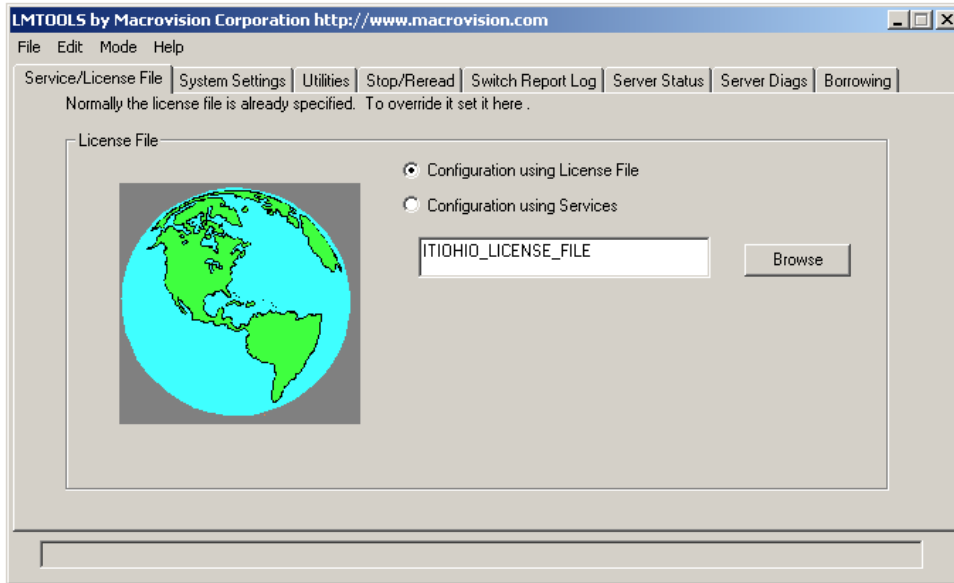 LMTOOLS by Macrovision Corporation http://www.macrovision.com
File Edit Mode Help
Service/License File System Settings Utilities Stop/Reread Switch Report Log Server Status Server Diags Borrowing
Normally the license file is already specified. To override it set it here .
License File
Configuration using License File
Configuration using Services
ITIOHIO_LICENSE_FILE
Browse